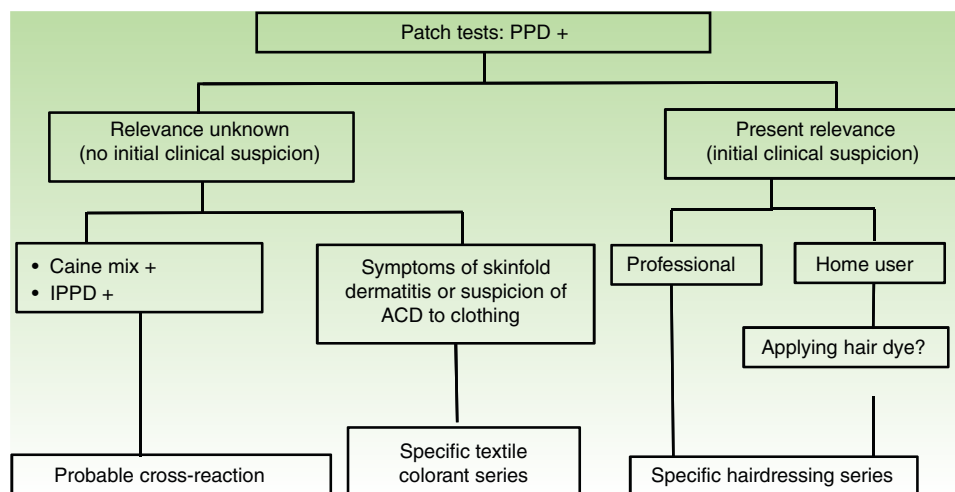 Patch tests: PPD +
Relevance unknown
(no initial clinical suspicion)
Present relevance
(initial clinical suspicion)
• Caine mix +
• IPPD +
Symptoms of skinfold
dermatitis or suspicion of
ACD to clothing
Professional
Home user
Applying hair dye?
Probable cross-reaction
Specific textile
colorant series
Specific hairdressing series